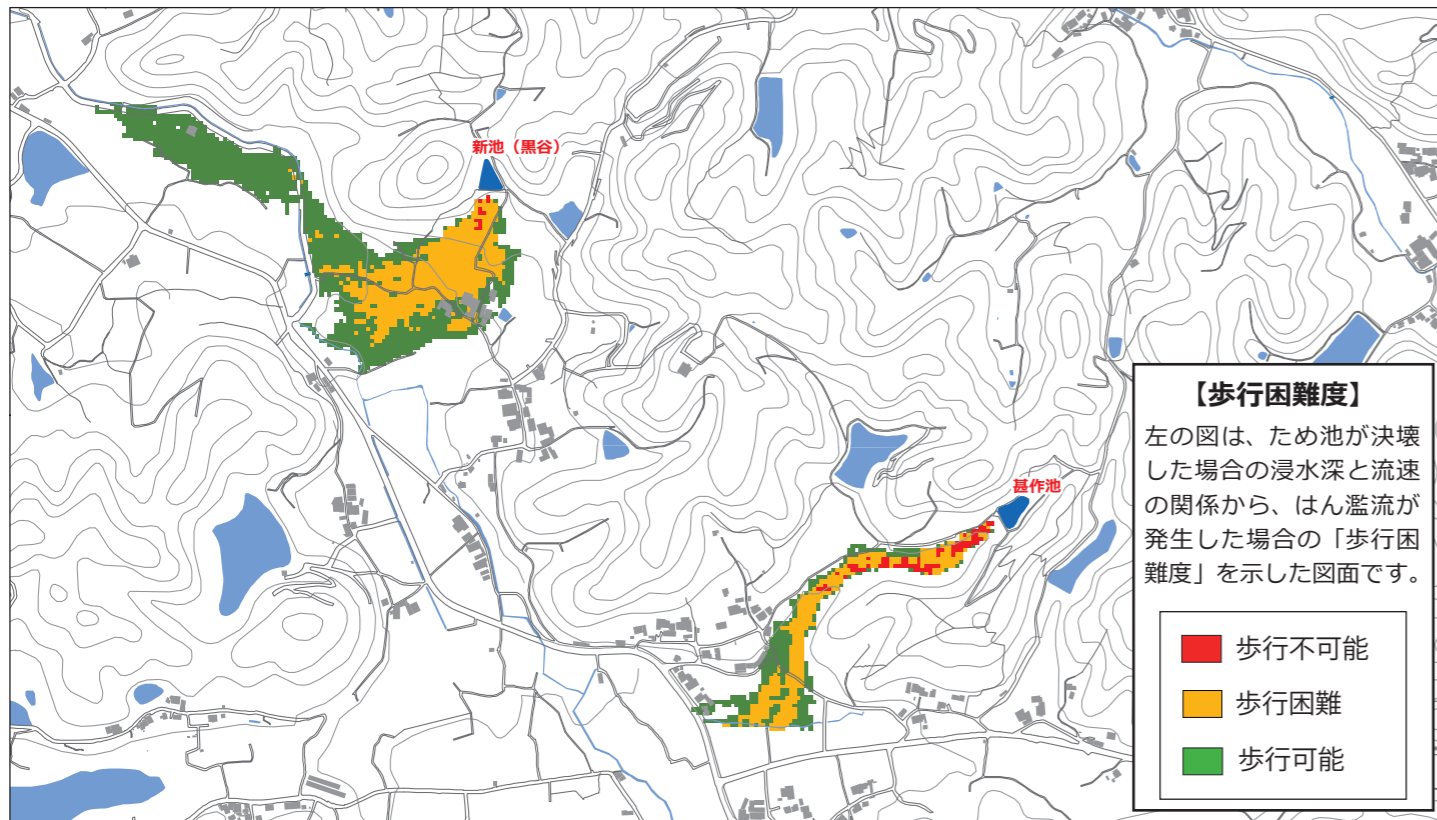 新池（黒谷）
甚作池
【歩行困難度】
左の図は、ため池が決壊
した場合の浸水深と流速
の関係から、はん濫流が
発生した場合の「歩行困
難度」を示した図面です。
歩行不可能
歩行困難
歩行可能